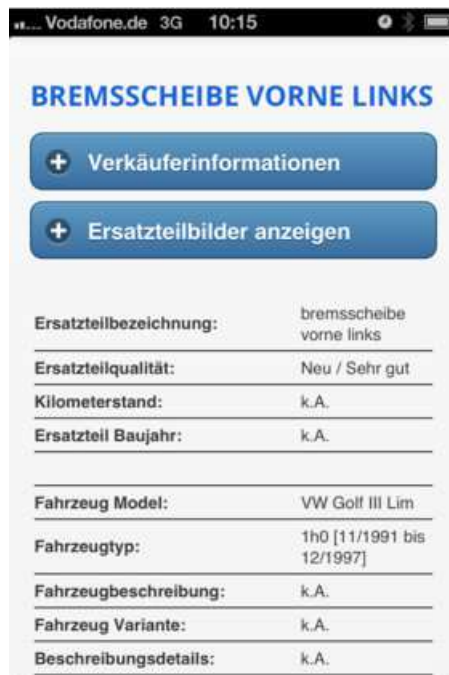 Vodafone.de 3G 10:15
BREMSSCHEIBE VORNE LINKS
Verkäuferinformationen
Ersatzteilbilder anzeigen
Ersatzteilbezeichnung: bremsscheibe
vorne links
Ersatzteilqualität: Neu / Sehr gut
Kilometerstand: k.A.
Ersatzteil Baujahr: k.A.
Fahrzeug Model: VW Golf III Lim
Fahrzeugtyp: 1h0 [11/1991 bis
12/1997]
Fahrzeugbeschreibung: k.A.
Fahrzeug Variante: k.A.
Beschreibungsdetails: k.A.